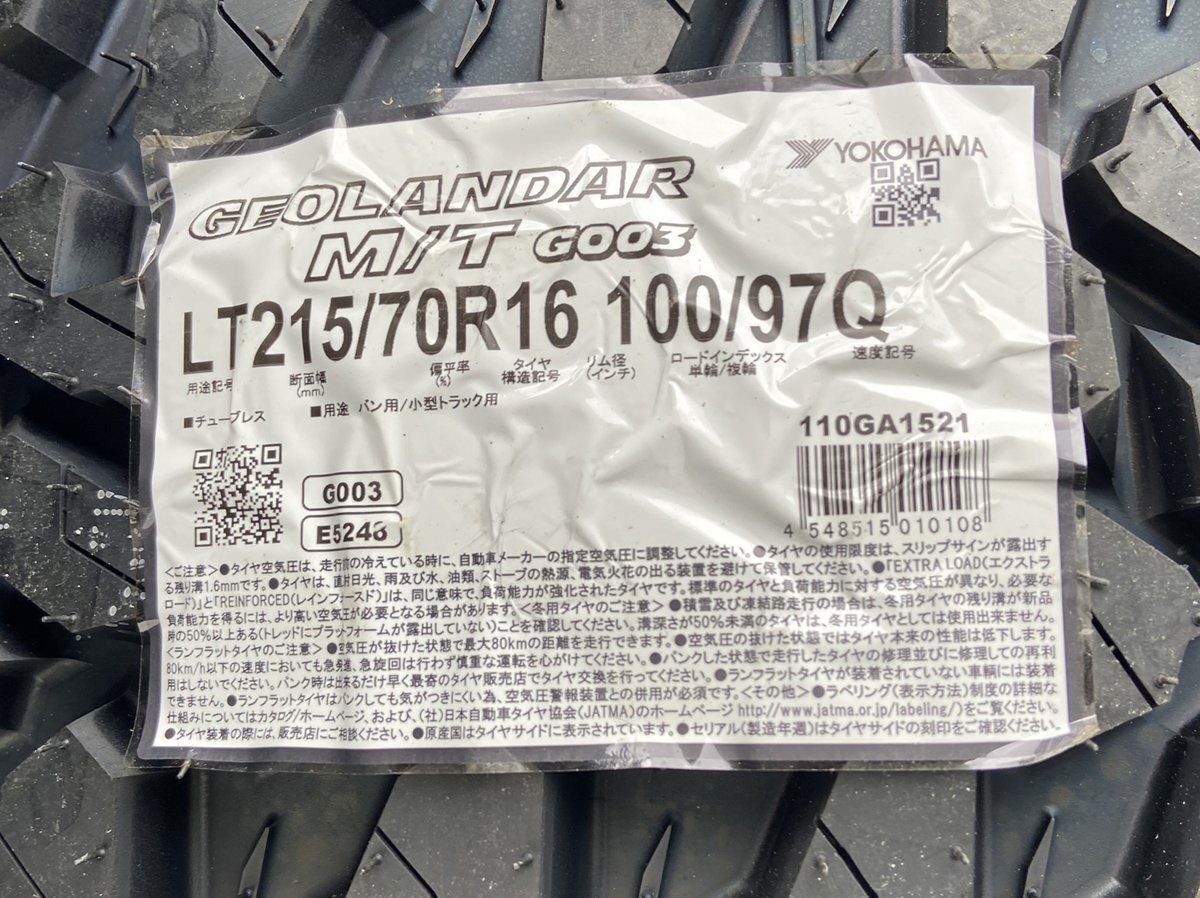 YOKOHAMA
GEOLANDAR
M/T G003
LT215/70R16 100/97Q
用途記号 断面幅(mm) 偏平率(%) タイヤ構造記号 リム径(インチ) ロードインデックス単輪/複輪 速度記号
■チューブレス ■用途 バン用/小型トラック用
110GA1521
G003
E5248
4 548515 010108
<ご注意>●タイヤ空気圧は、走行前の冷えている時に、自動車メーカーの指定空気圧に調整してください。●タイヤの使用限度は、スリップサインが露出す
る残り溝1.6mmです。●タイヤは、直射日光、雨及び水、油類、ストーブの熱源、電気火花の出る装置を避けて保管してください。●「EXTRA LOAD(エクストラ
ロード)」と「REINFORCED(レインフォースド)」は、同じ意味で、負荷能力が強化されたタイヤです。標準のタイヤと負荷能力に対する空気圧が異なり、必要な
負荷能力を得るには、より高い空気圧が必要となる場合があります。<冬用タイヤのご注意>●積雪及び凍結路走行の場合は、冬用タイヤの残り溝が新品
時の50%以上ある(トレッドにプラットフォームが露出していない)ことを確認してください。溝深さが50%未満のタイヤは、冬用タイヤとしては使用出来ません。
<ランフラットタイヤのご注意>●空気圧が抜けた状態で最大80kmの距離を走行できます。●空気圧の抜けた状態ではタイヤ本来の性能は低下します。
80km/h以下の速度においても急発進、急旋回は行わず慎重な運転を心がけてください。●パンクした状態で走行したタイヤの修理並びに修理しての再利
用はしないでください。パンク時は出来るだけ早く最寄のタイヤ販売店でタイヤ交換を行ってください。●ランフラットタイヤが装着されていない車輌には装着
できません。●ランフラットタイヤはパンクしても気がつきにくい為、空気圧警報装置との併用が必須です。<その他>●ラベリング(表示方法)制度の詳細な
仕組みについてはカタログ/ホームページ、および、(社)日本自動車タイヤ協会(JATMA)のホームページhttp://www.jatma.or.jp/labeling/)をご覧ください。
●タイヤ装着の際には、販売店にご相談ください。●原産国はタイヤサイドに表示されています。●セリアル(製造年週)はタイヤサイドの刻印をご確認ください。